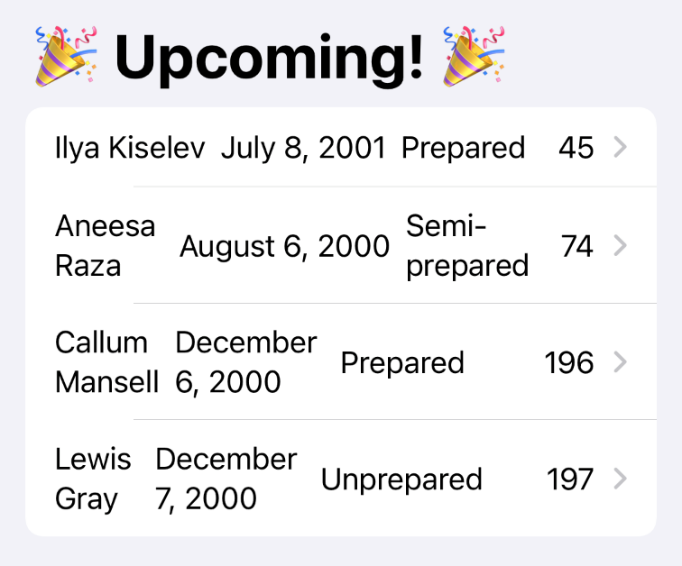 🎉 Upcoming! 🎉
Ilya Kiselev July 8, 2001 Prepared 45
Aneesa Raza August 6, 2000 Semi-prepared 74
Callum Mansell December 6, 2000 Prepared 196
Lewis Gray December 7, 2000 Unprepared 197